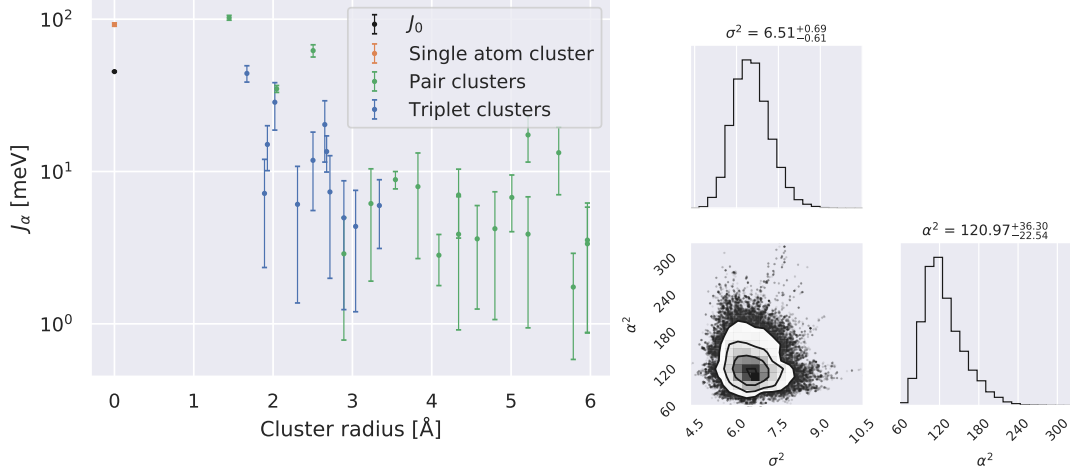 10²
10¹
10⁰
J_α [meV]
0 1 2 3 4 5 6
Cluster radius [Å]
J₀
Single atom cluster
Pair clusters
Triplet clusters
σ² = 6.51 +0.69 −0.61
α² = 120.97 +36.30 −22.54
300
240
180
120
60
α²
4.5 6.0 7.5 9.0 10.5
σ²
60 120 180 240 300
α²